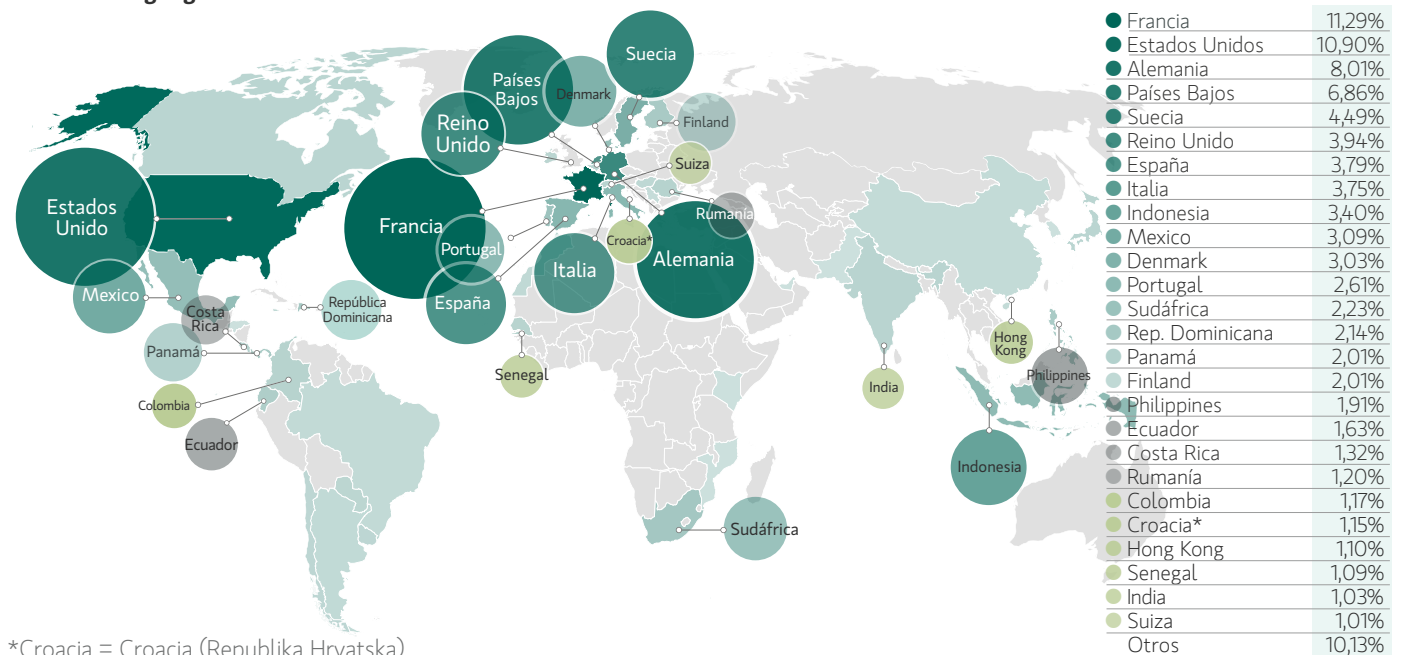 Suecia
Países
Bajos
Denmark
Reino
Unido
Finland
Suiza
Estados
Unido
Francia
Portugal
Rumanía
Croacia*
Alemania
Italia
España
Mexico
Costa
Rica
República
Dominicana
Panamá
Senegal
Colombia
Ecuador
Hong
Kong
India
Philippines
Indonesia
Sudáfrica
Francia 11,29%
Estados Unidos 10,90%
Alemania 8,01%
Países Bajos 6,86%
Suecia 4,49%
Reino Unido 3,94%
España 3,79%
Italia 3,75%
Indonesia 3,40%
Mexico 3,09%
Denmark 3,03%
Portugal 2,61%
Sudáfrica 2,23%
Rep. Dominicana 2,14%
Panamá 2,01%
Finland 2,01%
Philippines 1,91%
Ecuador 1,63%
Costa Rica 1,32%
Rumanía 1,20%
Colombia 1,17%
Croacia* 1,15%
Hong Kong 1,10%
Senegal 1,09%
India 1,03%
Suiza 1,01%
Otros 10,13%
*Croacia = Croacia (Republika Hrvatska)